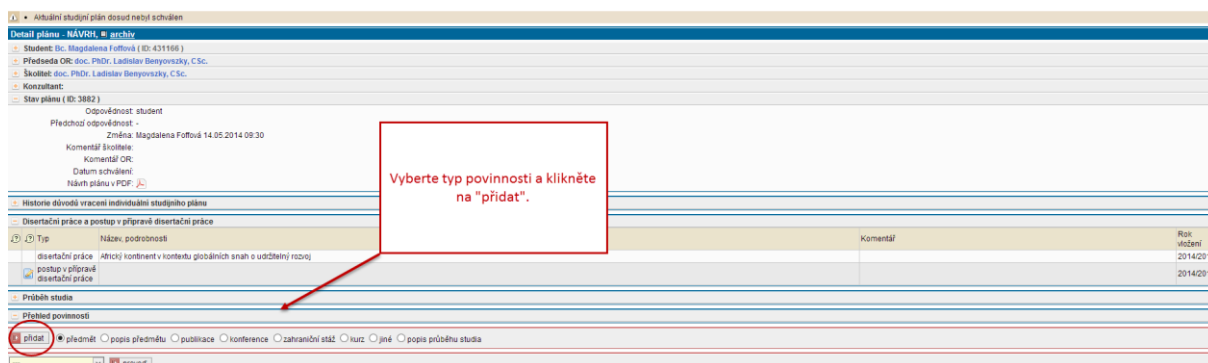 Aktuální studijní plán dosud nebyl schválen
Detail plánu - NÁVRH, archiv
Student: Bc. Magdalena Foffová ( ID: 431166 )
Předseda OR: doc. PhDr. Ladislav Benyovszky, CSc.
Školitel: doc. PhDr. Ladislav Benyovszky, CSc.
Konzultant:
Stav plánu ( ID: 3882 )
Odpovědnost: student
Předchozí odpovědnost: -
Změna: Magdalena Foffová 14.05.2014 09:30
Komentář školitele:
Komentář OR:
Datum schválení:
Návrh plánu v PDF:
Vyberte typ povinnosti a klikněte
na "přidat".
Historie důvodů vracení individuální studijního plánu
Disertační práce a postup v přípravě disertační práce
Typ Název, podrobnosti Komentář Rok
vložení
disertační práce Africký kontinent v kontextu globálních snah o udržitelný rozvoj 2014/201
postup v přípravě
disertační práce 2014/201
Průběh studia
Přehled povinností
přidat předmět popis předmětu publikace konference zahraniční stáž kurz jiné popis průběhu studia